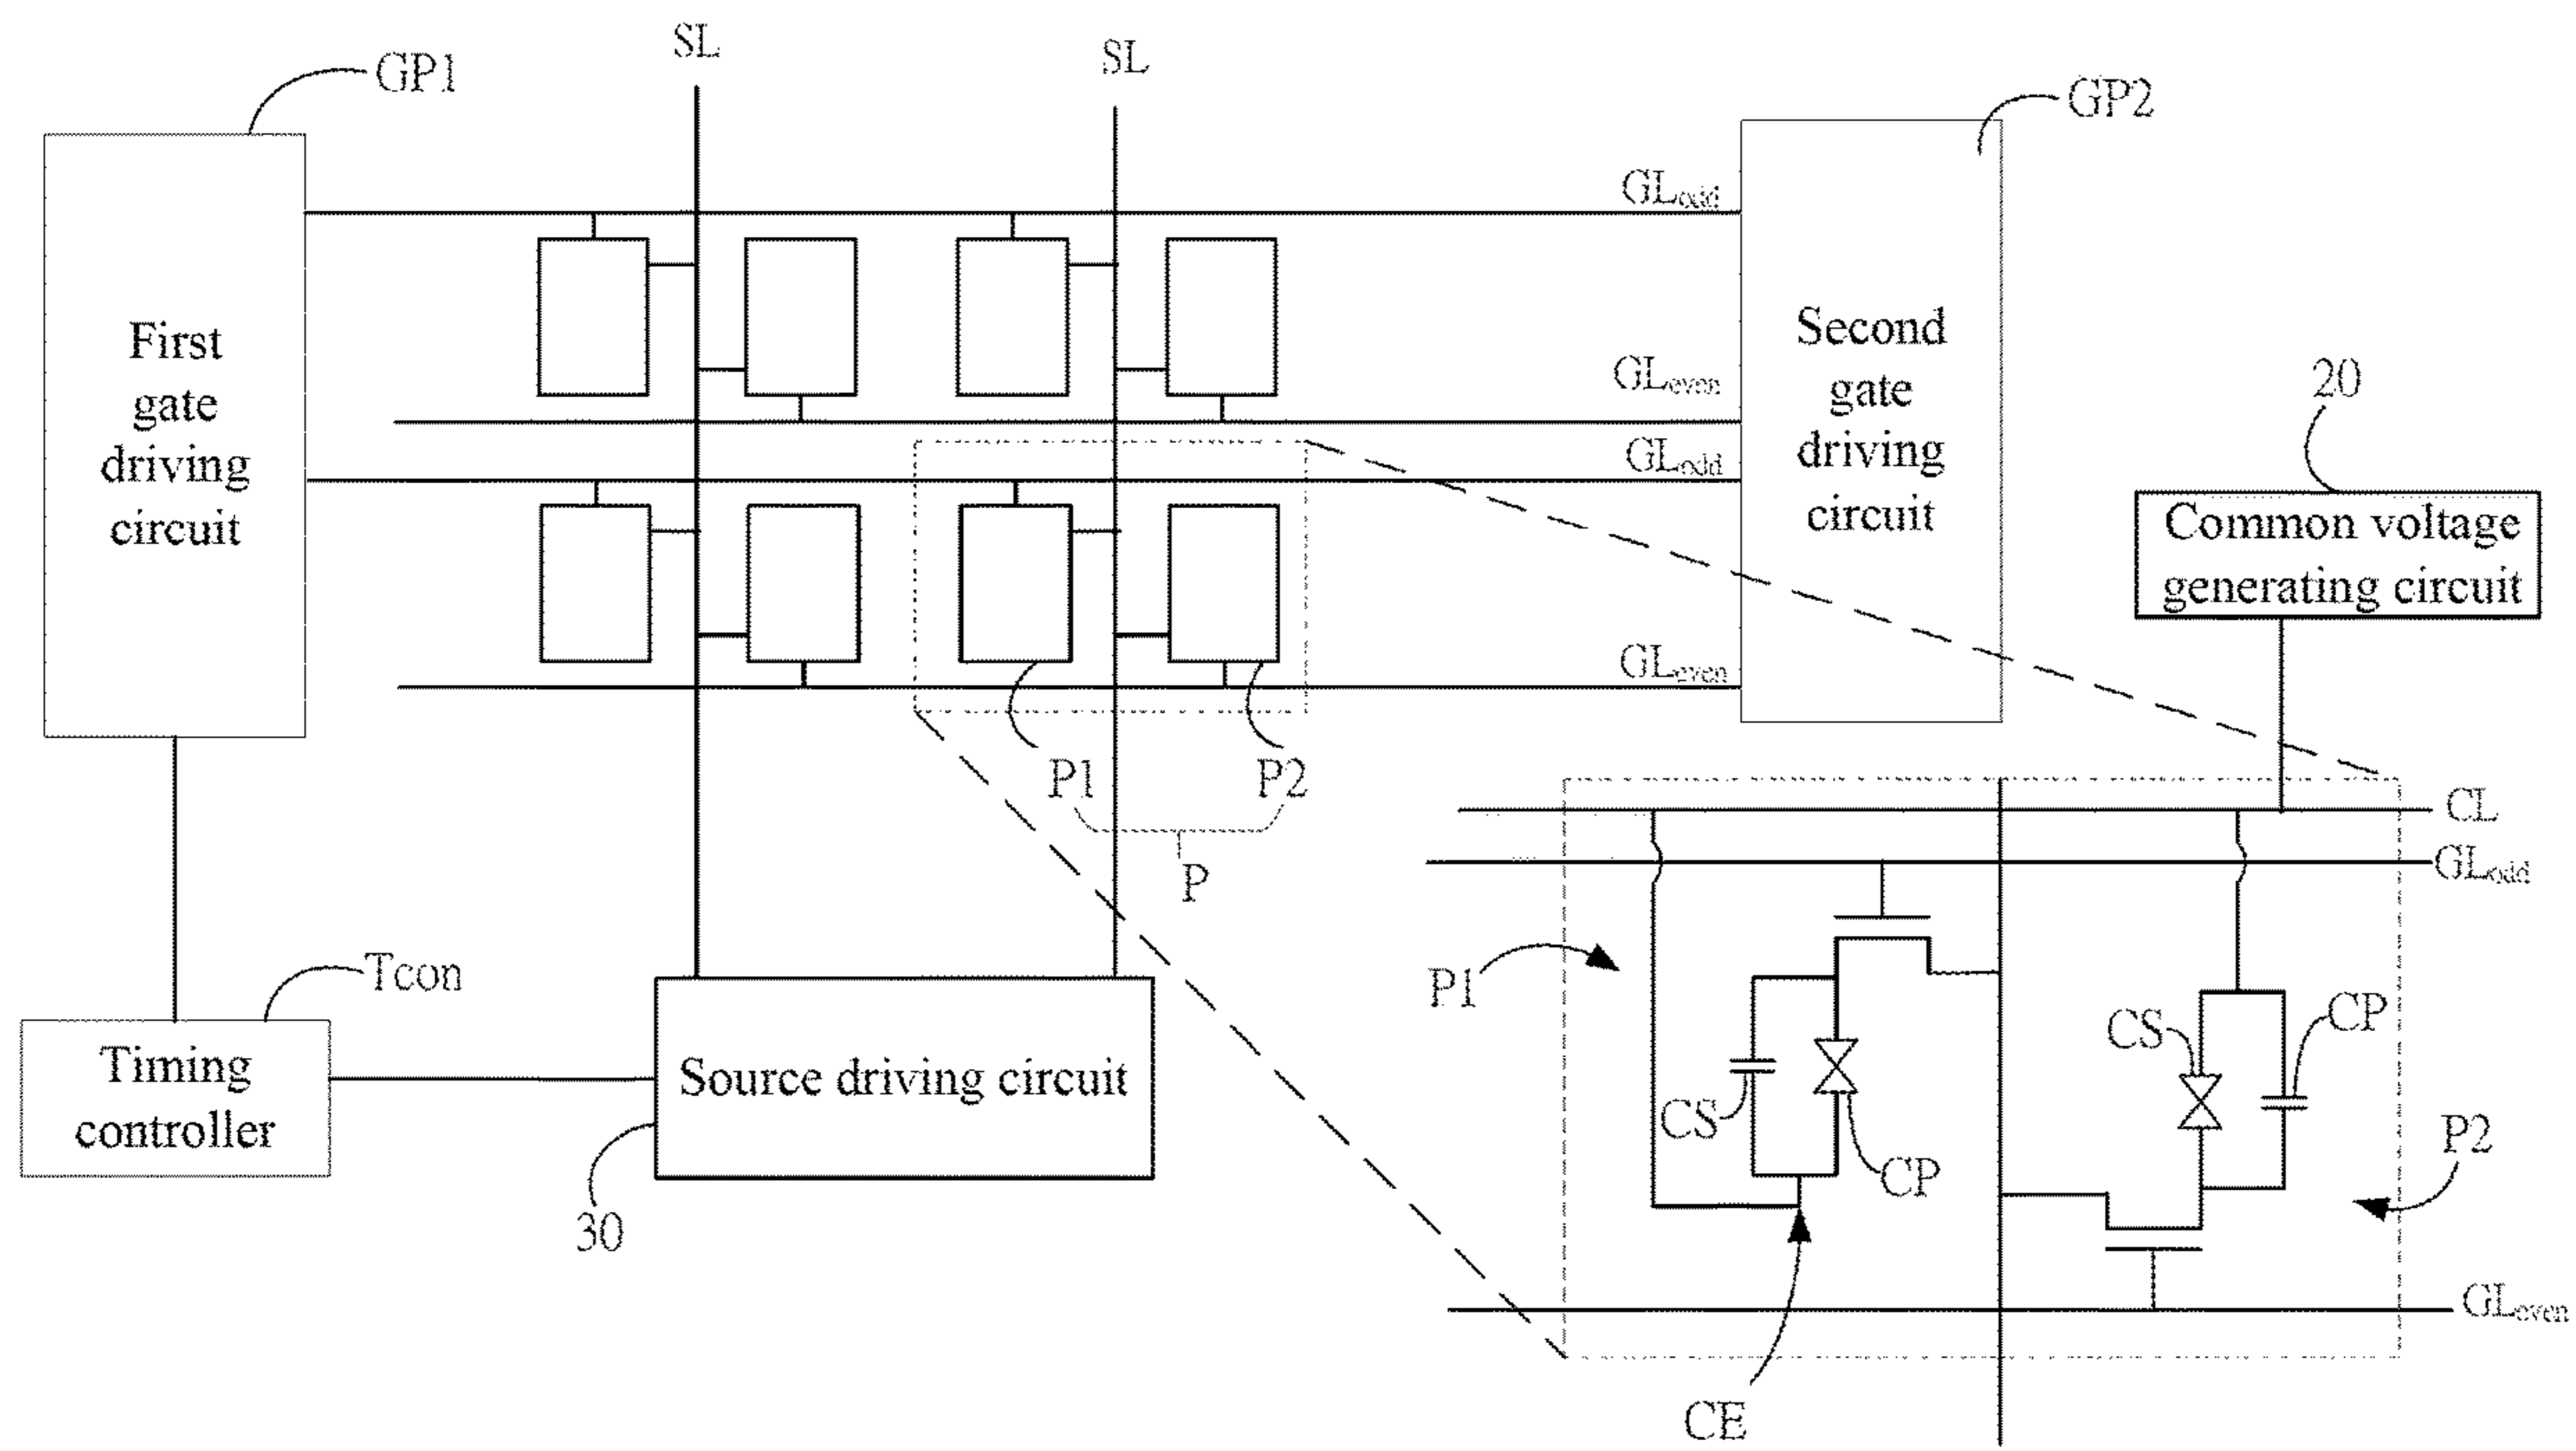 SL
SL
GP1
GP2
GLodd
First
gate
driving
circuit
Second
gate
driving
circuit
GLeven
20
GLodd
Common voltage
generating circuit
GLeven
P1
P2
P
CL
GLodd
Tcon
P1
CS
CP
CS
CP
P2
Timing
controller
Source driving circuit
30
GLeven
CE